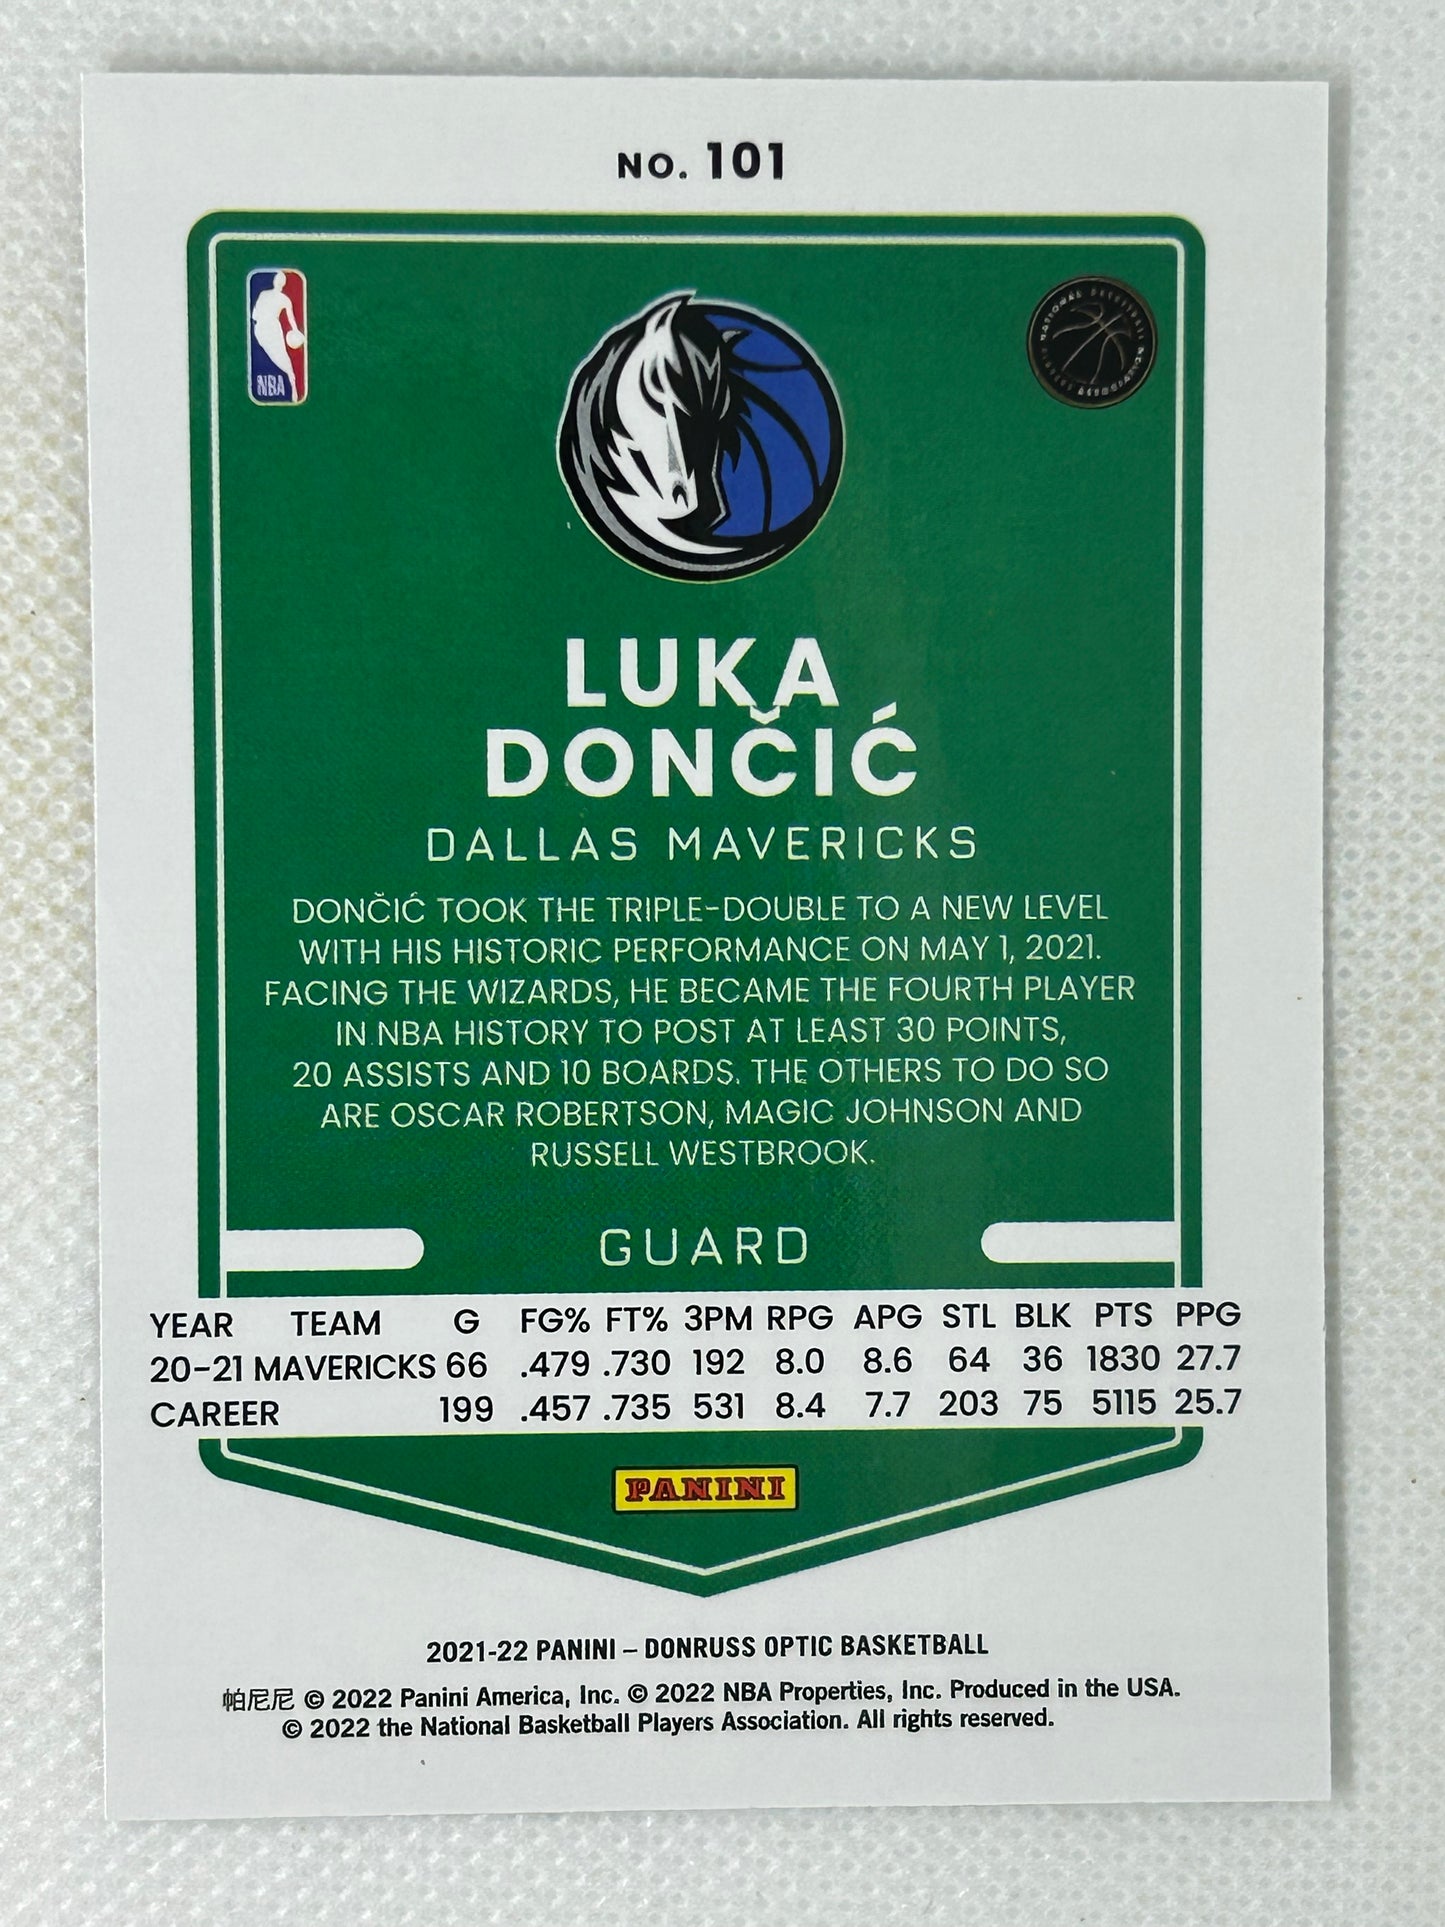 NO. 101
NBA
NATIONAL BASKETBALL PLAYERS ASSOCIATION
LUKA
DONČIĆ
DALLAS MAVERICKS
DONČIĆ TOOK THE TRIPLE-DOUBLE TO A NEW LEVEL
WITH HIS HISTORIC PERFORMANCE ON MAY 1, 2021.
FACING THE WIZARDS, HE BECAME THE FOURTH PLAYER
IN NBA HISTORY TO POST AT LEAST 30 POINTS,
20 ASSISTS AND 10 BOARDS. THE OTHERS TO DO SO
ARE OSCAR ROBERTSON, MAGIC JOHNSON AND
RUSSELL WESTBROOK.
GUARD
YEAR TEAM G FG% FT% 3PM RPG APG STL BLK PTS PPG
20-21 MAVERICKS 66 .479 .730 192 8.0 8.6 64 36 1830 27.7
CAREER 199 .457 .735 531 8.4 7.7 203 75 5115 25.7
PANINI
2021-22 PANINI – DONRUSS OPTIC BASKETBALL
帕尼尼 © 2022 Panini America, Inc. © 2022 NBA Properties, Inc. Produced in the USA.
© 2022 the National Basketball Players Association. All rights reserved.